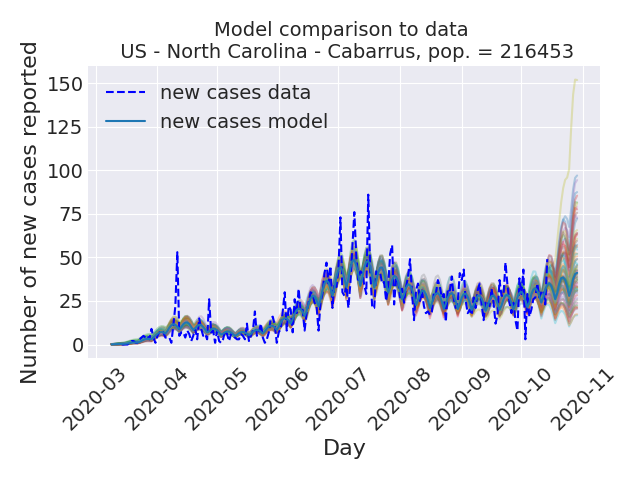 Model comparison to data
US - North Carolina - Cabarrus, pop. = 216453
Number of new cases reported
150
125
100
75
50
25
0
new cases data
new cases model
2020-03
2020-04
2020-05
2020-06
2020-07
2020-08
2020-09
2020-10
2020-11
Day